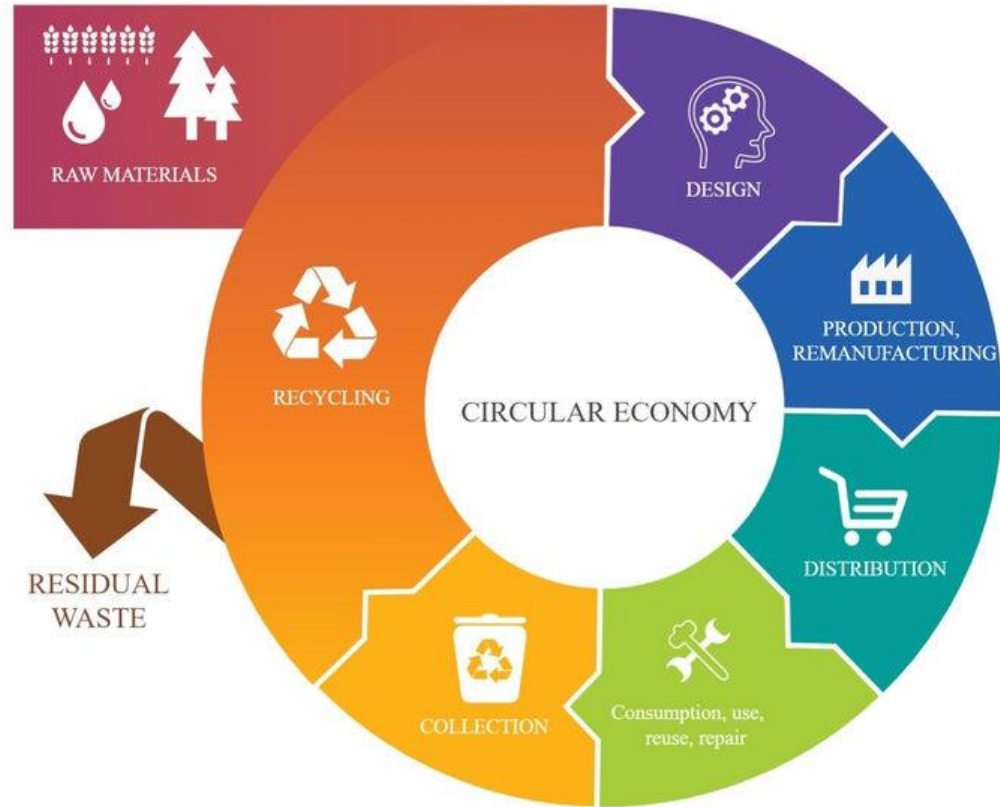 RAW MATERIALS
DESIGN
PRODUCTION,
REMANUFACTURING
RECYCLING
CIRCULAR ECONOMY
DISTRIBUTION
RESIDUAL
WASTE
Consumption, use,
reuse, repair
COLLECTION